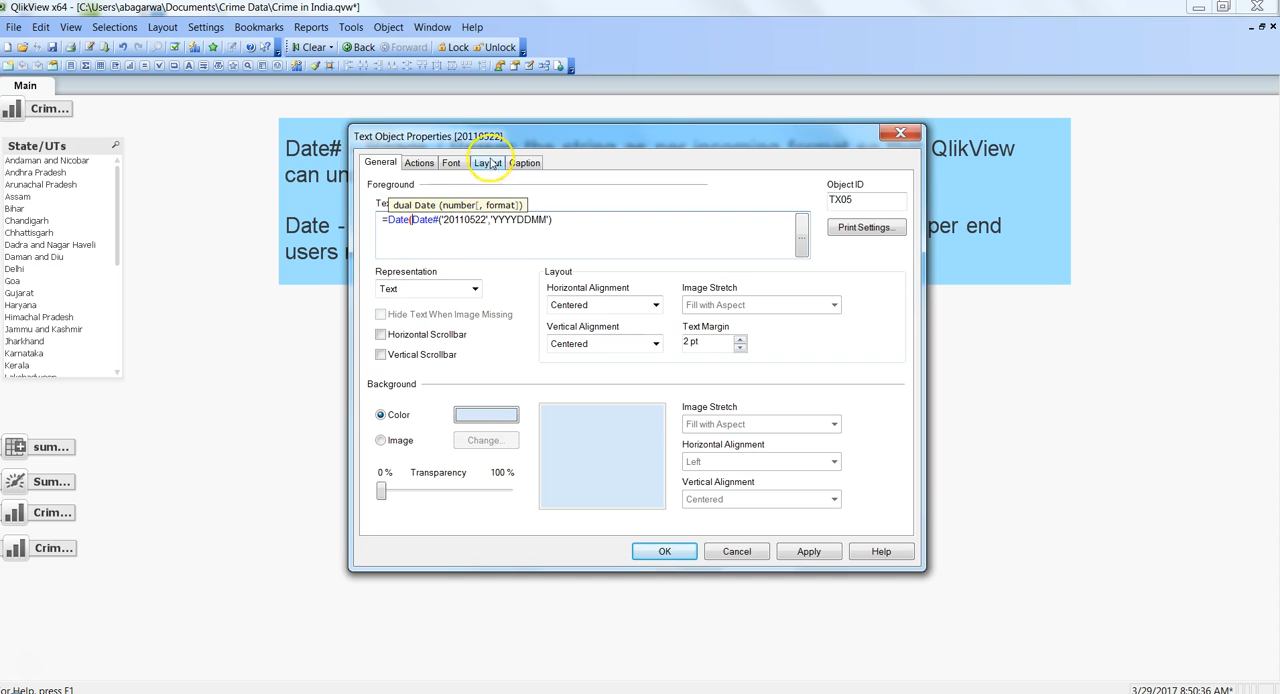 QlikView x64 - [C:\Users\abagarwa\Documents\Crime Data\Crime in India.qvw*]
File Edit View Selections Layout Settings Bookmarks Reports Tools Object Window Help
Clear Back Forward Lock Unlock
Main
Crim...
State/UTs
Andaman and Nicobar
Andhra Pradesh
Arunachal Pradesh
Assam
Bihar
Chandigarh
Chhattisgarh
Dadra and Nagar Haveli
Daman and Diu
Delhi
Goa
Gujarat
Haryana
Himachal Pradesh
Jammu and Kashmir
Jharkhand
Karnataka
Kerala
sum...
Sum...
Crim...
Crim...
Date# QlikView
can un
Date - per end
users
Text Object Properties [20110522]
General Actions Font Layout Caption
Foreground
Tex
dual Date (number[, format])
=Date(Date#('20110522','YYYYDDMM')
...
Object ID
TX05
Print Settings...
Representation
Text
Hide Text When Image Missing
Horizontal Scrollbar
Vertical Scrollbar
Layout
Horizontal Alignment
Centered
Vertical Alignment
Centered
Image Stretch
Fill with Aspect
Text Margin
2 pt
Background
Color
Image
Change...
0 % Transparency 100 %
Image Stretch
Fill with Aspect
Horizontal Alignment
Left
Vertical Alignment
Centered
OK Cancel Apply Help
or Help, press F1
3/29/2017 8:50:36 AM*